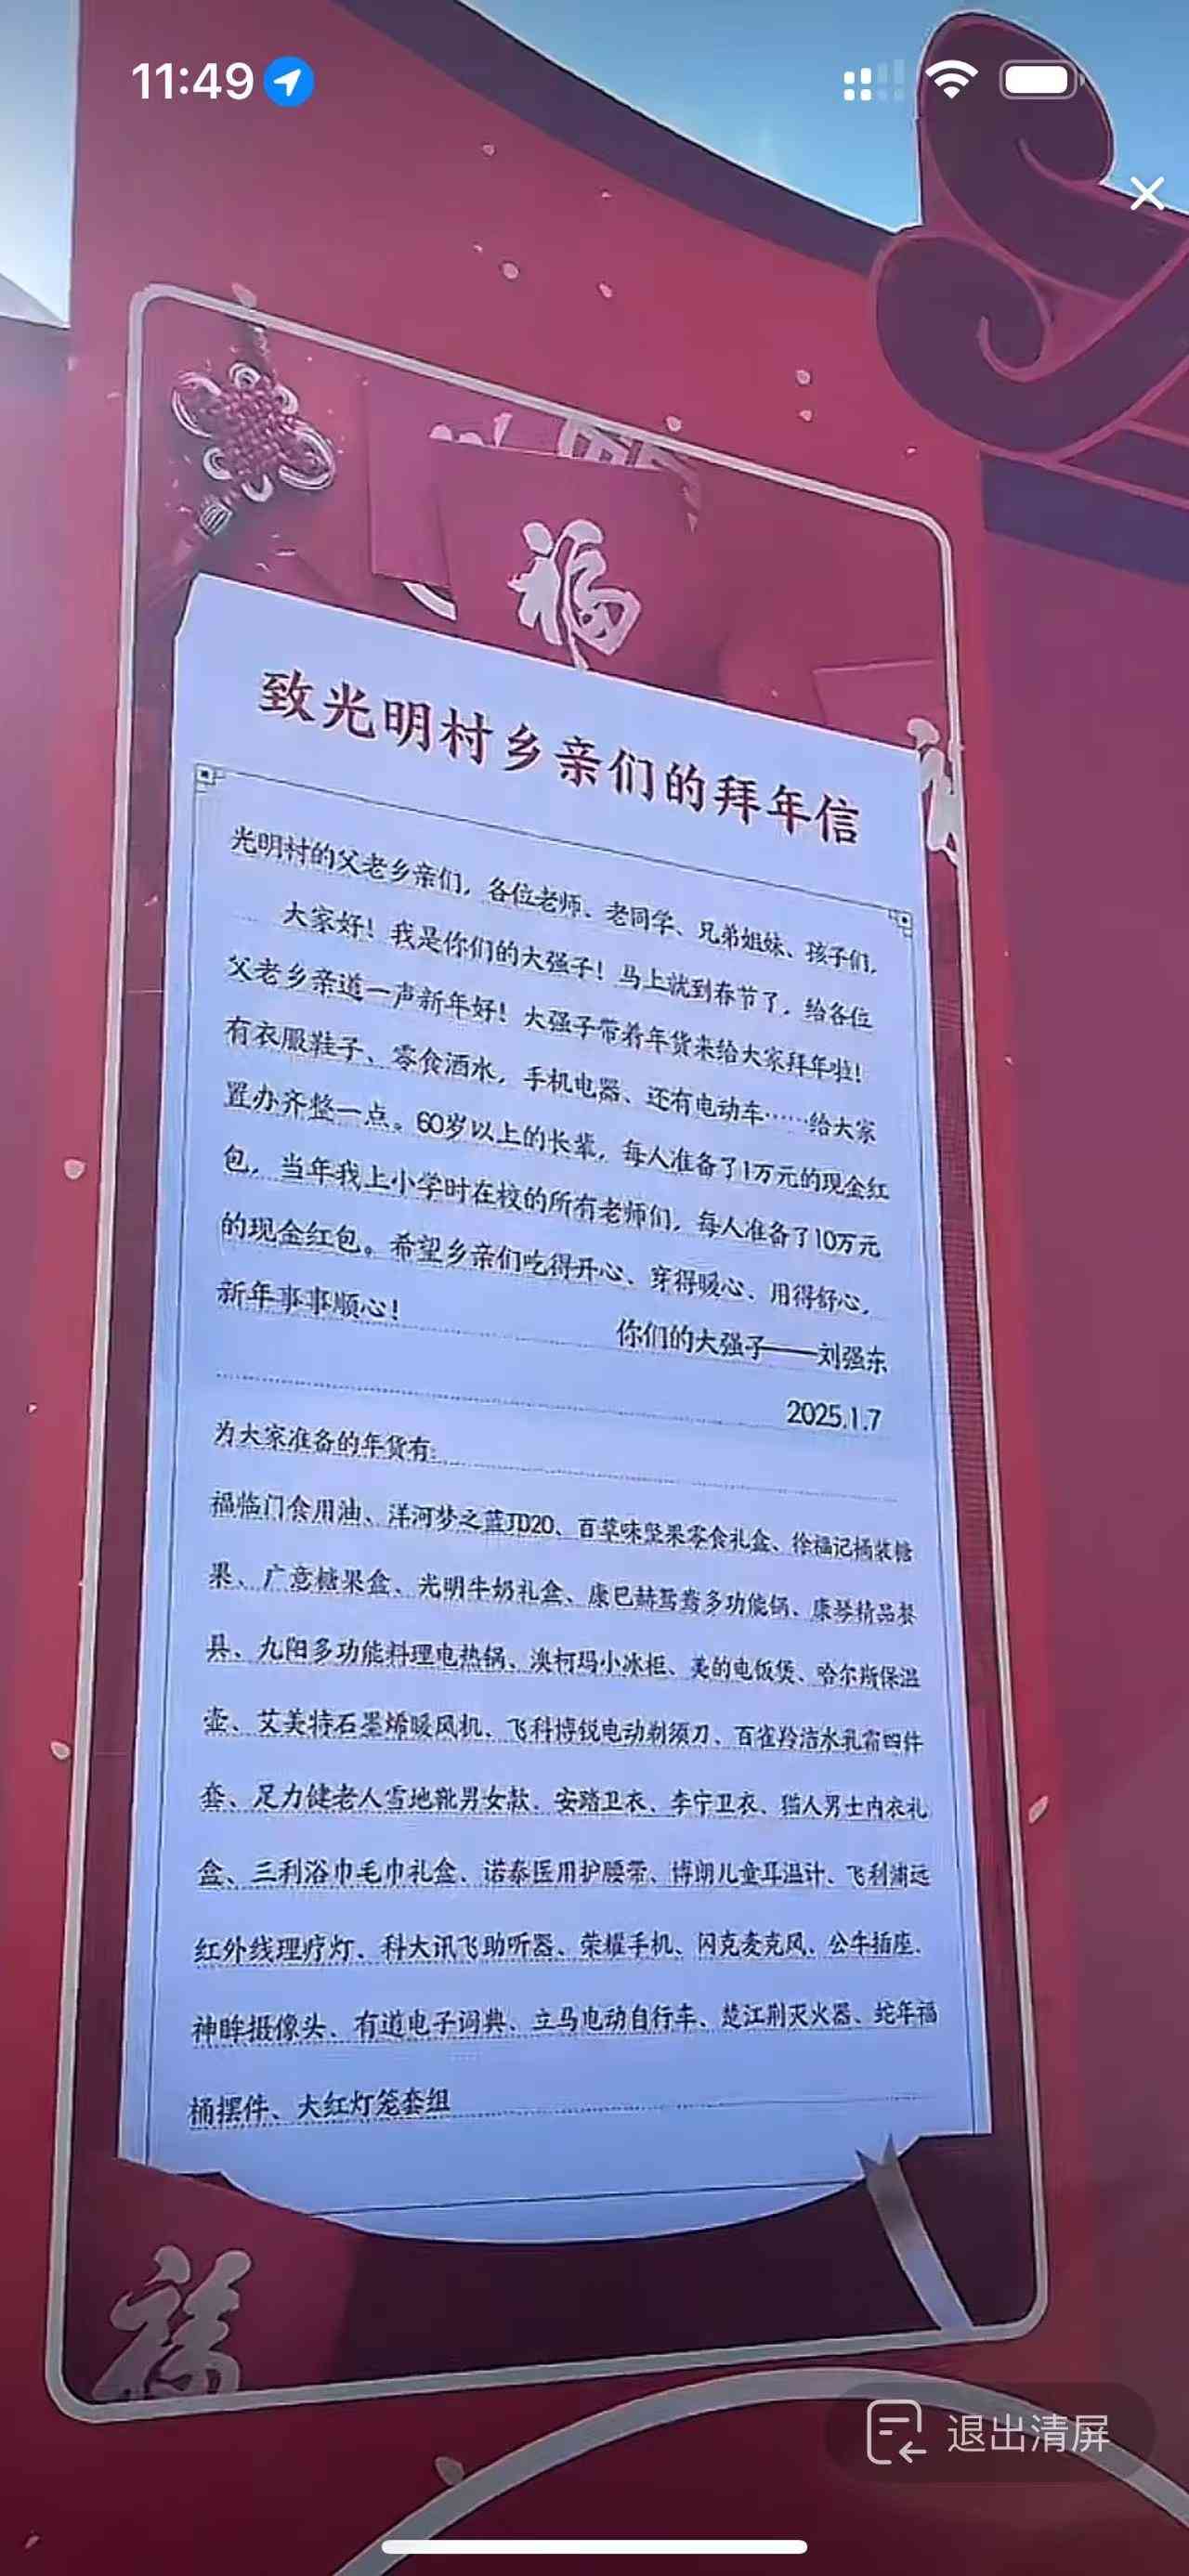 11:49
福
致光明村乡亲们的拜年信
光明村的父老乡亲们，各位老师、老同学、兄弟姐妹、孩子们，
大家好！我是你们的大强子！马上就到春节了，给各位
父老乡亲道一声新年好！大强子带着年货来给大家拜年啦！
有衣服鞋子、零食酒水，手机电器、还有电动车……给大家
置办齐整一点。60岁以上的长辈，每人准备了1万元的现金红
包，当年我上小学时在校的所有老师们，每人准备了10万元
的现金红包。希望乡亲们吃得开心、穿得暖心、用得舒心，
新年事事顺心！
你们的大强子——刘强东
2025.1.7
为大家准备的年货有:
福临门食用油、洋河梦之蓝JD20、百草味坚果零食礼盒、徐福记桶装糖
果、广意糖果盒、光明牛奶礼盒、康巴赫鸳鸯多功能锅、康琴精品餐
具、九阳多功能料理电热锅、澳柯玛小冰柜、美的电饭煲、哈尔斯保温
壶、艾美特石墨烯暖风机、飞科博锐电动剃须刀、百雀羚洁水乳霜四件
套、足力健老人雪地靴男女款、安踏卫衣、李宁卫衣、猫人男士内衣礼
盒、三利浴巾毛巾礼盒、诺泰医用护腰带、博朗儿童耳温计、飞利浦远
红外线理疗灯、科大讯飞助听器、荣耀手机、闪克麦克风、公牛插座、
神眸摄像头、有道电子词典、立马电动自行车、楚江荆灭火器、蛇年福
桶摆件、大红灯笼套组
福
退出清屏